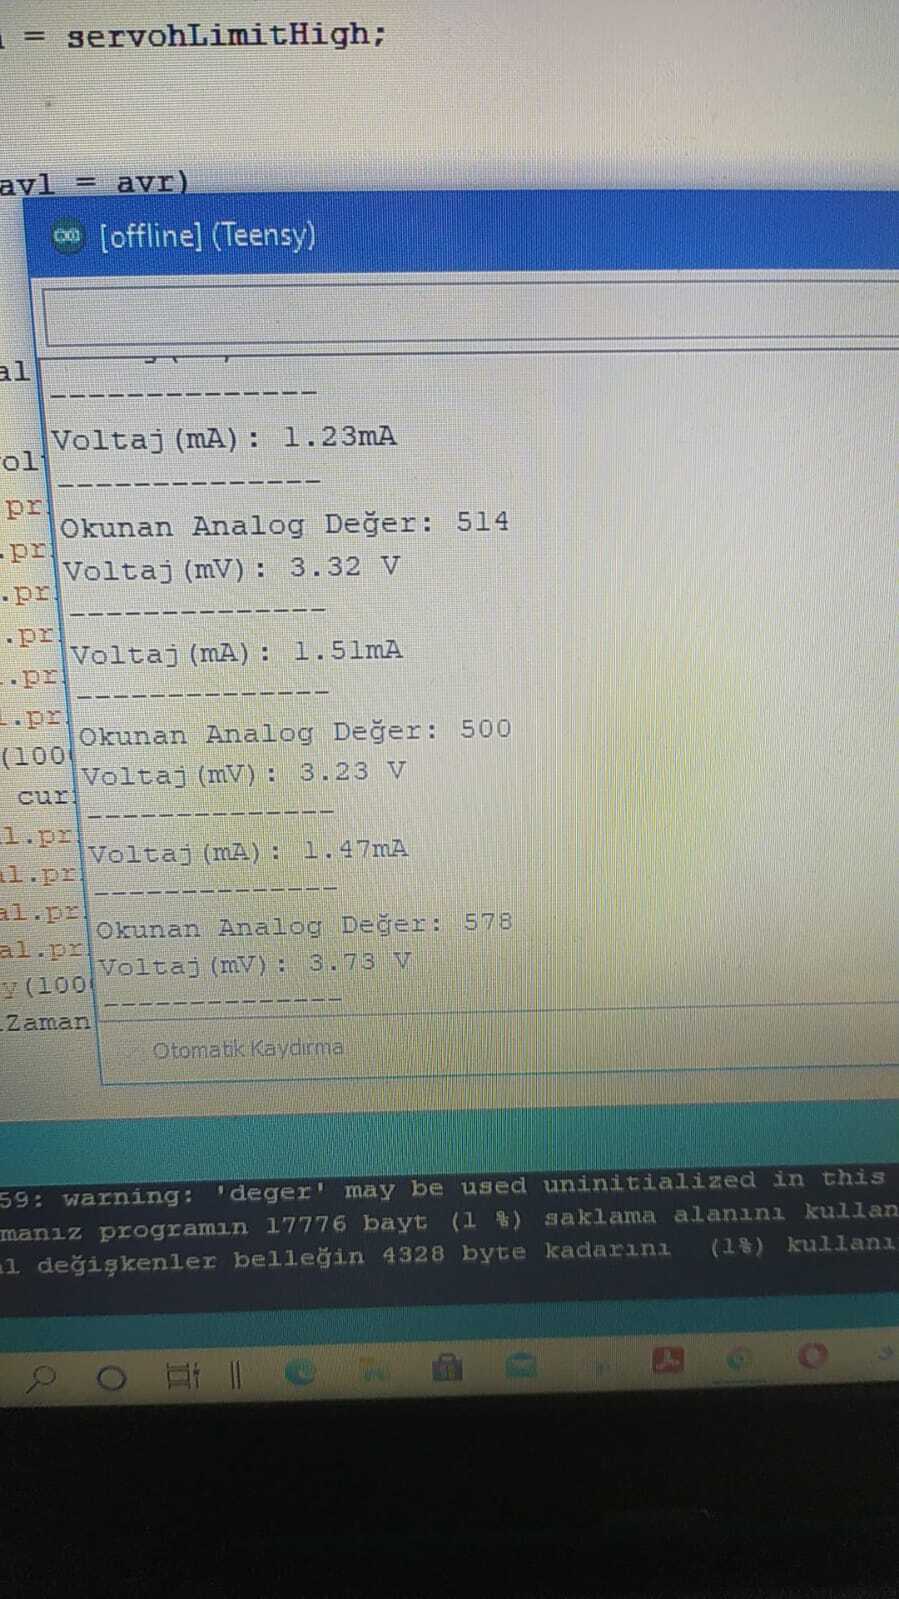 = servohLimitHigh;
avl = avr)
[offline] (Teensy)
al
--------------
Voltaj(mA): 1.23mA
--------------
Okunan Analog Değer: 514
Voltaj(mV): 3.32 V
--------------
Voltaj(mA): 1.51mA
--------------
Okunan Analog Değer: 500
Voltaj(mV): 3.23 V
--------------
Voltaj(mA): 1.47mA
--------------
Okunan Analog Değer: 578
Voltaj(mV): 3.73 V
--------------
Otomatik Kaydırma
vol
pr
.pr
.pr
.pr
.pr
l.pr
(100
cur
al.pr
al.pr
al.pr
al.pr
y(100
.Zaman
59: warning: 'deger' may be used uninitialized in this
manız programın 17776 bayt (1 %) saklama alanını kullan
al değişkenler belleğin 4328 byte kadarını (1%) kullanı